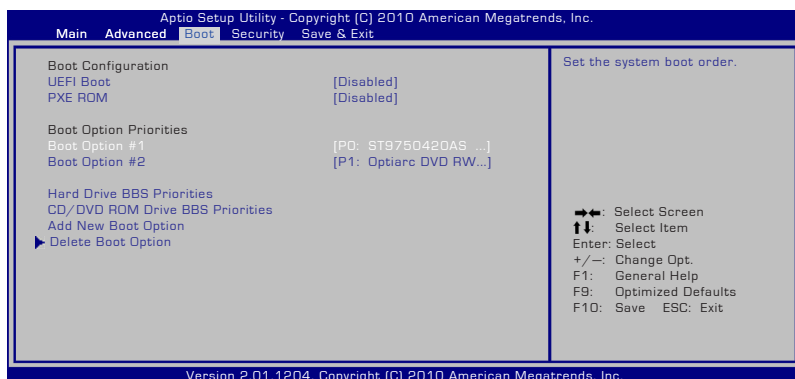 Aptio Setup Utility - Copyright (C) 2010 American Megatrends, Inc.
Main Advanced Boot Security Save & Exit
Boot Configuration
UEFI Boot [Disabled]
PXE ROM [Disabled]
Boot Option Priorities
Boot Option #1 [P0: ST9750420AS ...]
Boot Option #2 [P1: Optiarc DVD RW...]
Hard Drive BBS Priorities
CD/DVD ROM Drive BBS Priorities
Add New Boot Option
Delete Boot Option
Set the system boot order.
→←: Select Screen
↑↓: Select Item
Enter: Select
+/—: Change Opt.
F1: General Help
F9: Optimized Defaults
F10: Save ESC: Exit
Version 2.01.1204. Copyright (C) 2010 American Megatrends, Inc.